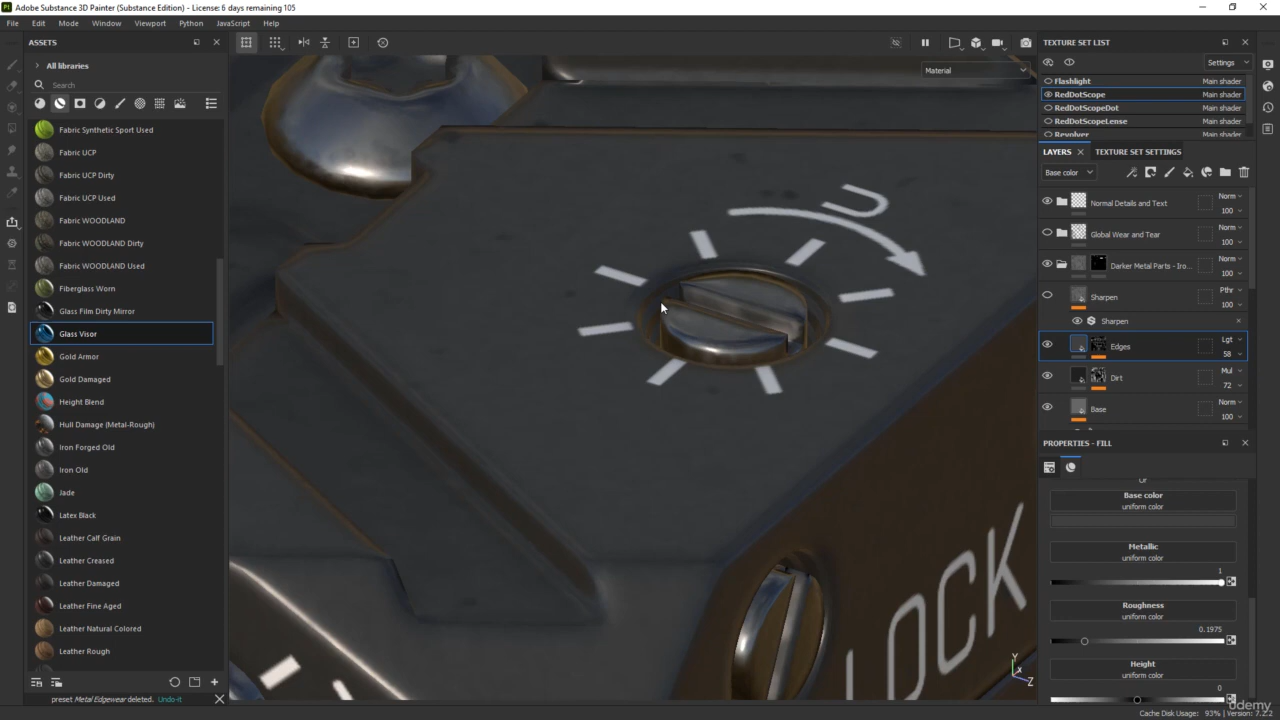 Adobe Substance 3D Painter (Substance Edition) - License: 6 days remaining 105
File Edit Mode Window Viewport Python JavaScript Help
ASSETS
All libraries
Search
Fabric Synthetic Sport Used
Fabric UCP
Fabric UCP Dirty
Fabric UCP Used
Fabric WOODLAND
Fabric WOODLAND Dirty
Fabric WOODLAND Used
Fiberglass Worn
Glass Film Dirty Mirror
Glass Visor
Gold Armor
Gold Damaged
Height Blend
Hull Damage (Metal-Rough)
Iron Forged Old
Iron Old
Jade
Latex Black
Leather Calf Grain
Leather Creased
Leather Damaged
Leather Fine Aged
Leather Natural Colored
Leather Rough
preset Metal Edgewear deleted. Undo-it
Material
U
LOCK
Y
X
Z
TEXTURE SET LIST
Settings
Flashlight Main shader
RedDotScope Main shader
RedDotScopeDot Main shader
RedDotScopeLense Main shader
Revolver Main shader
LAYERS TEXTURE SET SETTINGS
Base color
Normal Details and Text Norm 100
Global Wear and Tear Norm 100
Darker Metal Parts - Iro... Norm 100
Sharpen Pthr 100
Sharpen
Edges Lgt 58
Dirt Mul 72
Base Norm 100
PROPERTIES - FILL
Or
Base color
uniform color
Metallic
uniform color
1
Roughness
uniform color
0.1975
Height
uniform color
0
udemy
Cache Disk Usage: 93% | Version: 7.2.2